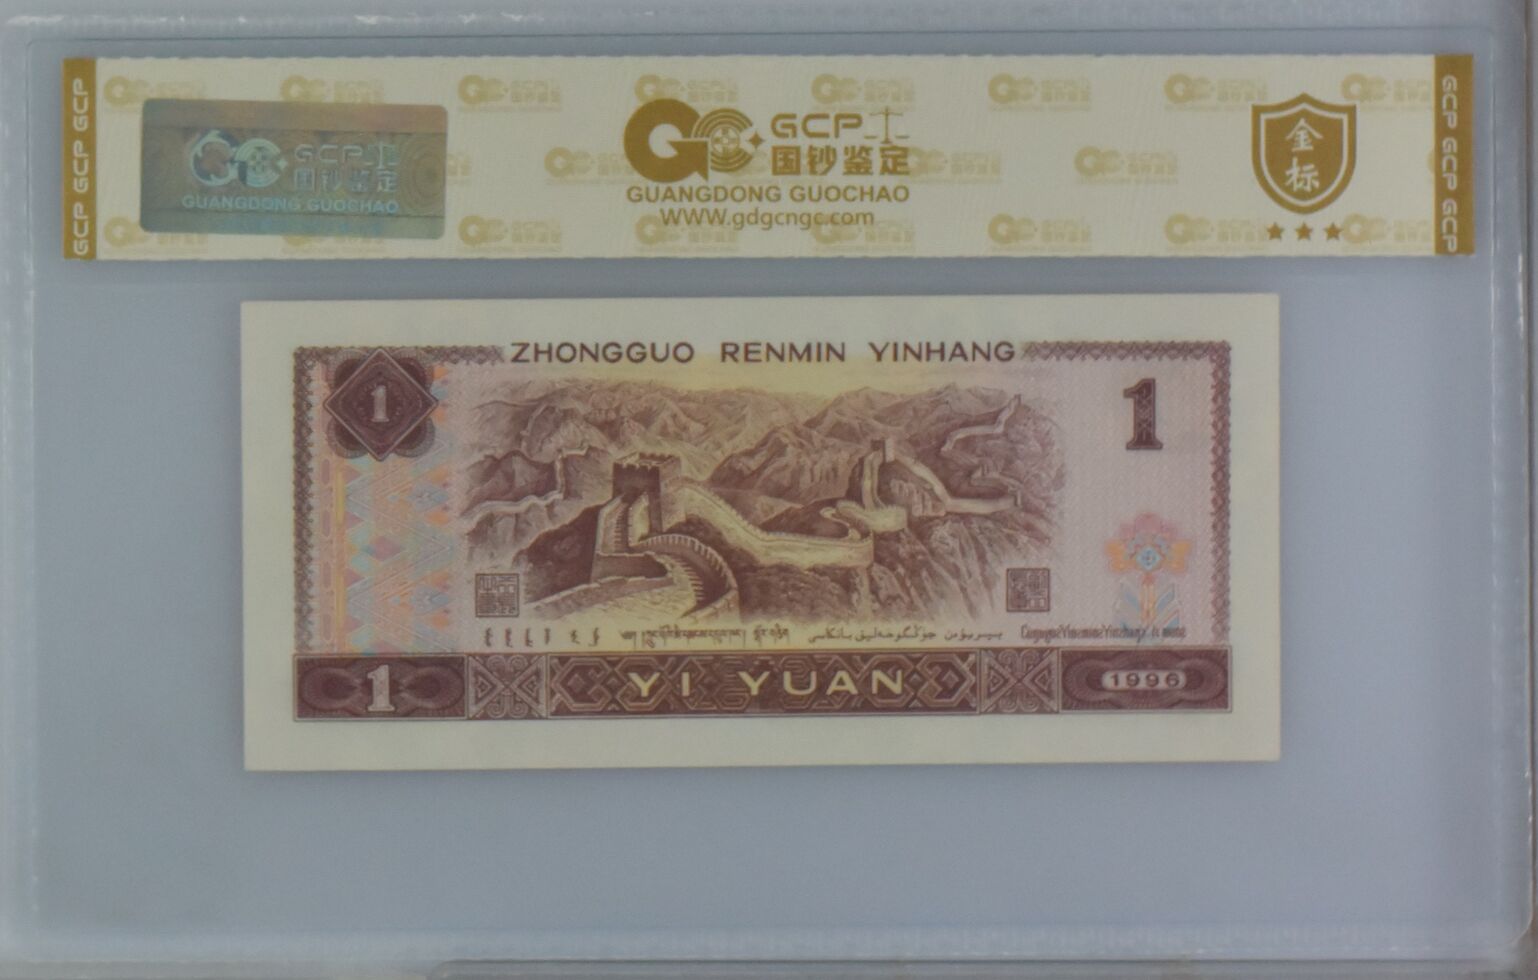 GCP GCP GCP
GCP 国钞鉴定
GUANGDONG GUOCHAO
GCP
国钞鉴定
GUANGDONG GUOCHAO
WWW.gdgcngc.com
金
标
GCP GCP GCP
ZHONGGUO RENMIN YINHANG
1
1
1
YI YUAN
1996